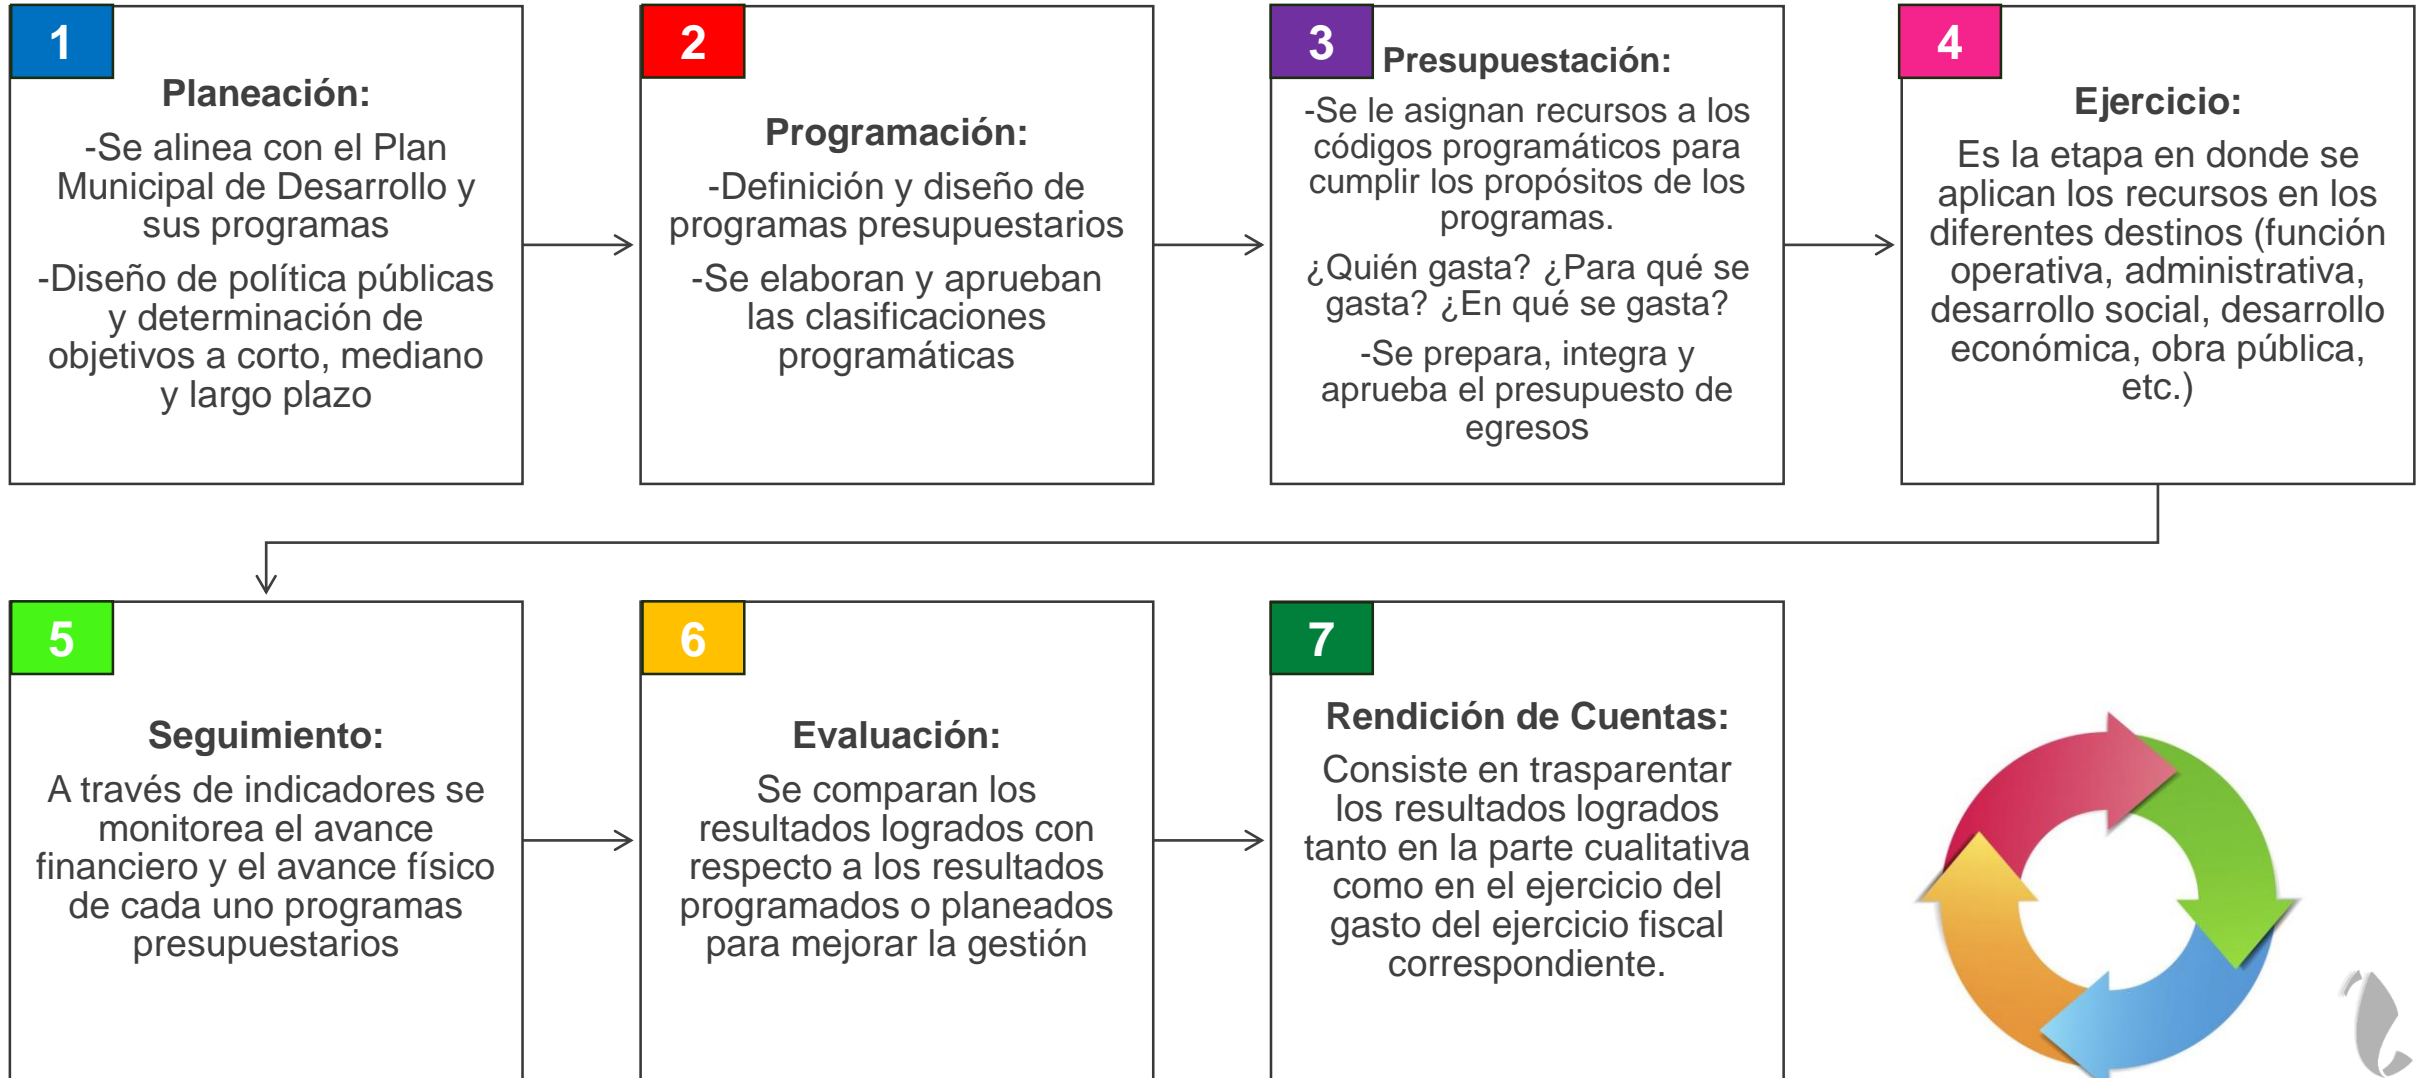 1
Planeación:
-Se alinea con el Plan
Municipal de Desarrollo y
sus programas
-Diseño de política públicas
y determinación de
objetivos a corto, mediano
y largo plazo
2
Programación:
-Definición y diseño de
programas presupuestarios
-Se elaboran y aprueban
las clasificaciones
programáticas
3
Presupuestación:
-Se le asignan recursos a los
códigos programáticos para
cumplir los propósitos de los
programas.
¿Quién gasta? ¿Para qué se
gasta? ¿En qué se gasta?
-Se prepara, integra y
aprueba el presupuesto de
egresos
4
Ejercicio:
Es la etapa en donde se
aplican los recursos en los
diferentes destinos (función
operativa, administrativa,
desarrollo social, desarrollo
económica, obra pública,
etc.)
5
Seguimiento:
A través de indicadores se
monitorea el avance
financiero y el avance físico
de cada uno programas
presupuestarios
6
Evaluación:
Se comparan los
resultados logrados con
respecto a los resultados
programados o planeados
para mejorar la gestión
7
Rendición de Cuentas:
Consiste en trasparentar
los resultados logrados
tanto en la parte cualitativa
como en el ejercicio del
gasto del ejercicio fiscal
correspondiente.